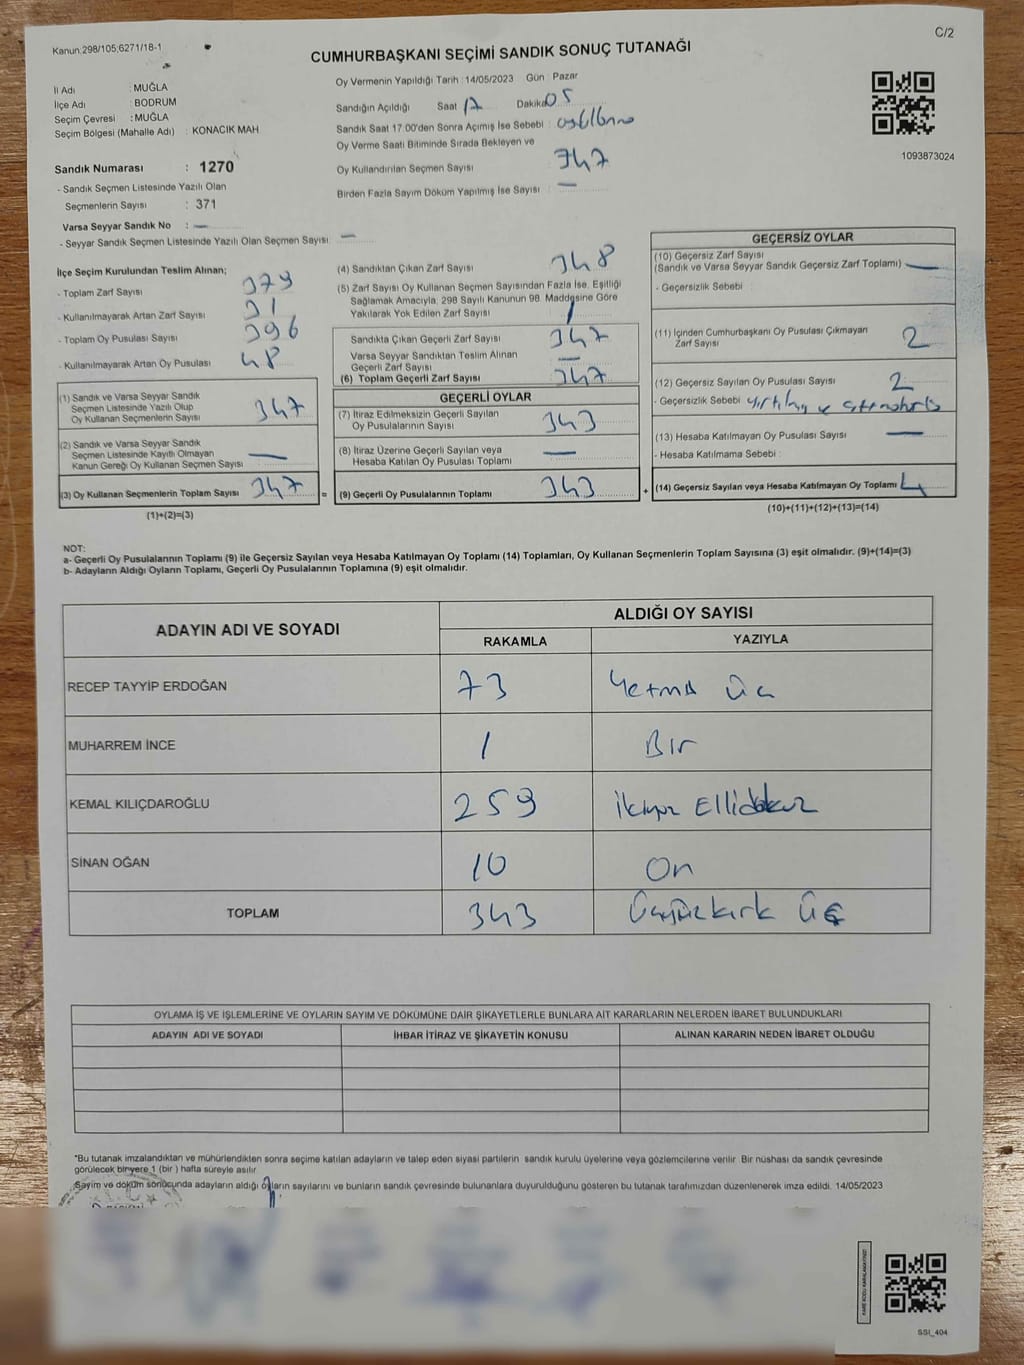 Kanun:298/105;6271/18-1
C/2
CUMHURBAŞKANI SEÇİMİ SANDIK SONUÇ TUTANAĞI
İl Adı : MUĞLA
İlçe Adı : BODRUM
Seçim Çevresi : MUĞLA
Seçim Bölgesi (Mahalle Adı) : KONACIK MAH
Sandık Numarası : 1270
- Sandık Seçmen Listesinde Yazılı Olan
Seçmenlerin Sayısı : 371
Varsa Seyyar Sandık No : —
- Seyyar Sandık Seçmen Listesinde Yazılı Olan Seçmen Sayısı: —
Oy Vermenin Yapıldığı Tarih :14/05/2023 Gün : Pazar
Sandığın Açıldığı Saat 17 Dakika 05
Sandık Saat 17:00'den Sonra Açımış İse Sebebi :
Oy Verme Saati Bitiminde Sırada Bekleyen ve
Oy Kullandırılan Seçmen Sayısı 347
Birden Fazla Sayım Döküm Yapılmış İse Sayısı : —
1093873024
İlçe Seçim Kurulundan Teslim Alınan;
- Toplam Zarf Sayısı 379
- Kullanılmayarak Artan Zarf Sayısı 31
- Toplam Oy Pusulası Sayısı 396
- Kullanılmayarak Artan Oy Pusulası 48
(1) Sandık ve Varsa Seyyar Sandık
Seçmen Listesinde Yazılı Olup
Oy Kullanan Seçmenlerin Sayısı 347
(2) Sandık ve Varsa Seyyar Sandık
Seçmen Listesinde Kayıtlı Olmayan
Kanun Gereği Oy Kullanan Seçmen Sayısı —
(3) Oy Kullanan Seçmenlerin Toplam Sayısı 347 =
(1)+(2)=(3)
(4) Sandıktan Çıkan Zarf Sayısı 348
(5) Zarf Sayısı Oy Kullanan Seçmen Sayısından Fazla İse, Eşitliği
Sağlamak Amacıyla, 298 Sayılı Kanunun 98. Maddesine Göre
Yakılarak Yok Edilen Zarf Sayısı 1
Sandıkta Çıkan Geçerli Zarf Sayısı 347
Varsa Seyyar Sandıktan Teslim Alınan
Geçerli Zarf Sayısı —
(6) Toplam Geçerli Zarf Sayısı 347
GEÇERLİ OYLAR
(7) İtiraz Edilmeksizin Geçerli Sayılan
Oy Pusulalarının Sayısı 343
(8) İtiraz Üzerine Geçerli Sayılan veya
Hesaba Katılan Oy Pusulası Toplamı —
(9) Geçerli Oy Pusulalarının Toplamı 343 +
GEÇERSİZ OYLAR
(10) Geçersiz Zarf Sayısı
(Sandık ve Varsa Seyyar Sandık Geçersiz Zarf Toplamı) —
- Geçersizlik Sebebi :
(11) İçinden Cumhurbaşkanı Oy Pusulası Çıkmayan
Zarf Sayısı 2
(12) Geçersiz Sayılan Oy Pusulası Sayısı 2
- Geçersizlik Sebebi
(13) Hesaba Katılmayan Oy Pusulası Sayısı —
- Hesaba Katılmama Sebebi :
(14) Geçersiz Sayılan veya Hesaba Katılmayan Oy Toplamı 4
(10)+(11)+(12)+(13)=(14)
NOT:
a- Geçerli Oy Pusulalarının Toplamı (9) ile Geçersiz Sayılan veya Hesaba Katılmayan Oy Toplamı (14) Toplamları, Oy Kullanan Seçmenlerin Toplam Sayısına (3) eşit olmalıdır. (9)+(14)=(3)
b- Adayların Aldığı Oyların Toplamı, Geçerli Oy Pusulalarının Toplamına (9) eşit olmalıdır.
ADAYIN ADI VE SOYADI
ALDIĞI OY SAYISI
RAKAMLA YAZIYLA
RECEP TAYYİP ERDOĞAN 73 Yetmiş üç
MUHARREM İNCE 1 Bir
KEMAL KILIÇDAROĞLU 259 İkiyüz Ellidokuz
SİNAN OĞAN 10 On
TOPLAM 343 Üçyüzkırk üç
OYLAMA İŞ VE İŞLEMLERİNE VE OYLARIN SAYIM VE DÖKÜMÜNE DAİR ŞİKAYETLERLE BUNLARA AİT KARARLARIN NELERDEN İBARET BULUNDUKLARI
ADAYIN ADI VE SOYADI İHBAR İTİRAZ VE ŞİKAYETİN KONUSU ALINAN KARARIN NEDEN İBARET OLDUĞU
*Bu tutanak imzalandıktan ve mühürlendikten sonra seçime katılan adayların ve talep eden siyasi partilerin sandık kurulu üyelerine veya gözlemcilerine verilir. Bir nüshası da sandık çevresinde
görülecek biryere 1 (bir ) hafta süreyle asılır.
Sayım ve döküm sonucunda adayların aldığı oyların sayılarını ve bunların sandık çevresinde bulunanlara duyurulduğunu gösteren bu tutanak tarafımızdan düzenlenerek imza edildi. 14/05/2023
SSI_404